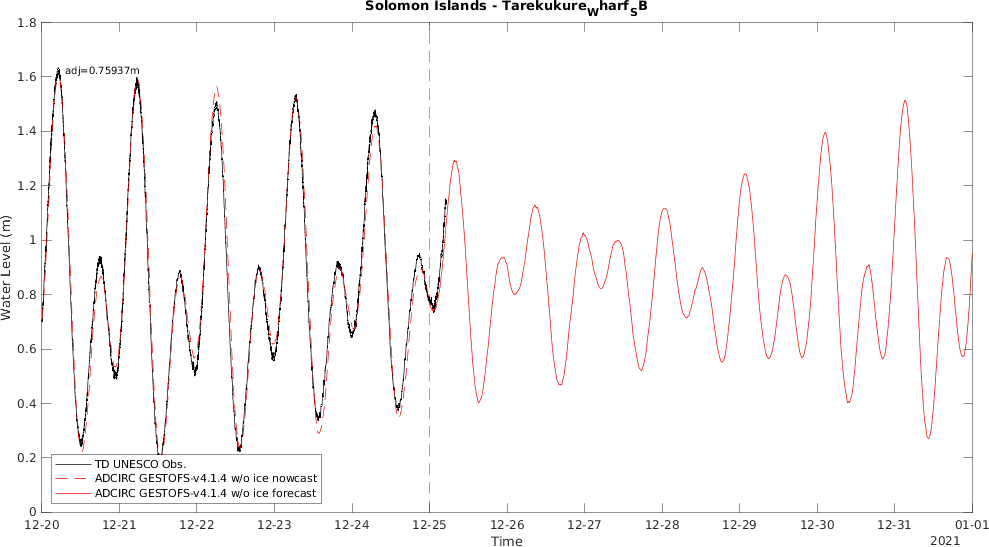 Solomon Islands - Tarekukure_Wharf_SB
1.8
1.6
1.4
1.2
1
0.8
0.6
0.4
0.2
0
Water Level (m)
adj=0.75937m
TD UNESCO Obs.
ADCIRC GESTOFS-v4.1.4 w/o ice nowcast
ADCIRC GESTOFS-v4.1.4 w/o ice forecast
12-20 12-21 12-22 12-23 12-24 12-25 12-26 12-27 12-28 12-29 12-30 12-31 01-01
Time
2021